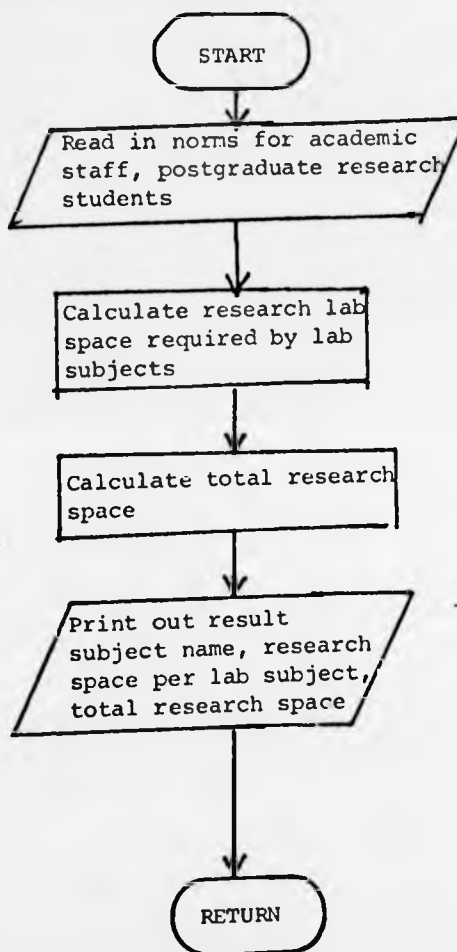 START
Read in norms for academic
staff, postgraduate research
students
Calculate research lab
space required by lab
subjects
Calculate total research
space
Print out result
subject name, research
space per lab subject,
total research space
RETURN